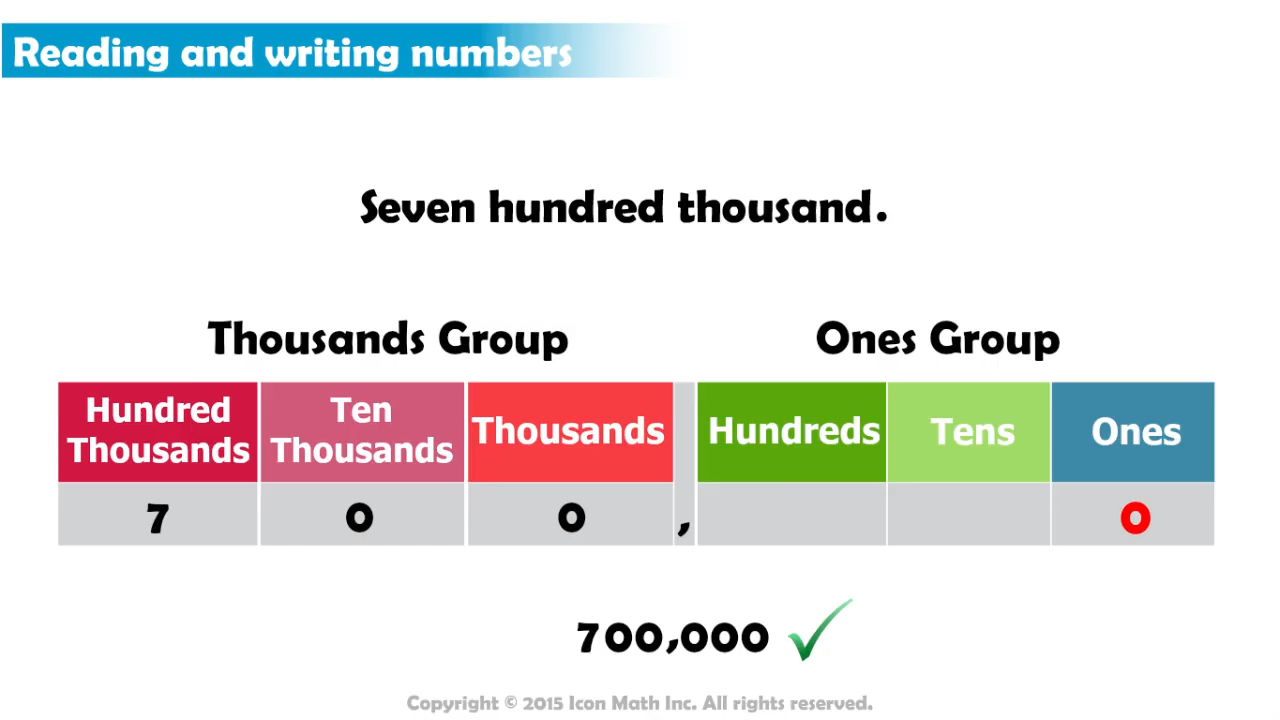 Reading and writing numbers
Seven hundred thousand.
Thousands Group Ones Group
Hundred Thousands Ten Thousands Thousands Hundreds Tens Ones
7 0 0 , 0
700,000
Copyright © 2015 Icon Math Inc. All rights reserved.